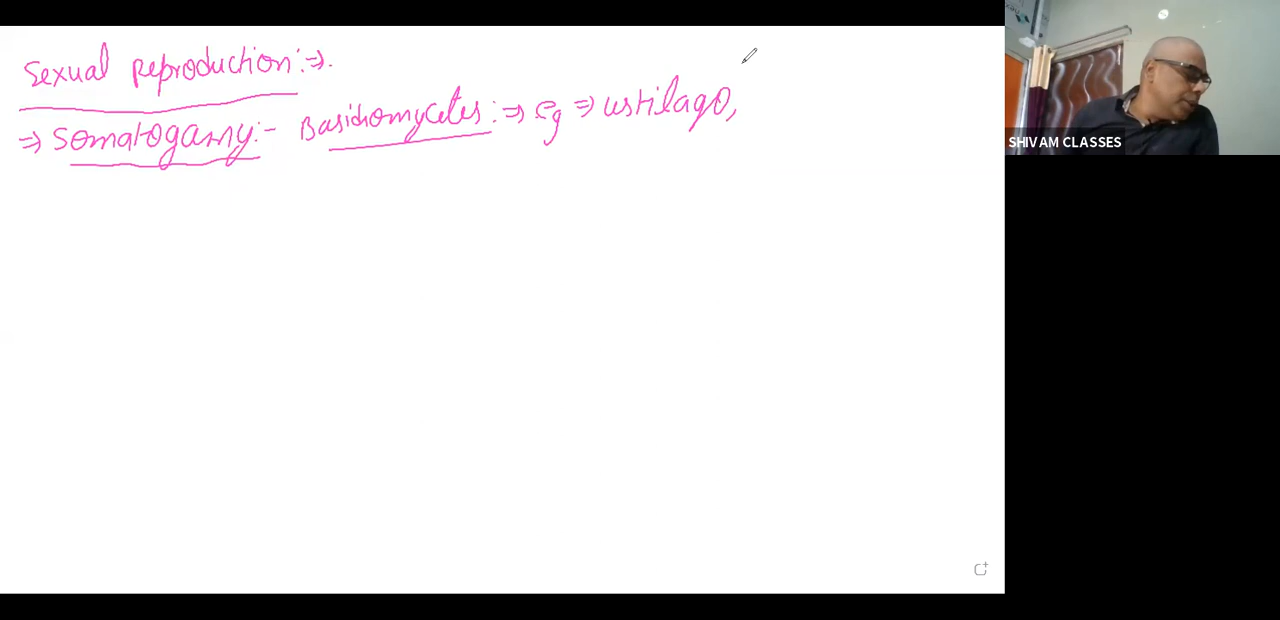 Sexual reproduction :⇒.
⇒ Somatogamy :- Basidiomycetes :⇒ eg ⇒ ustilago,
SHIVAM CLASSES